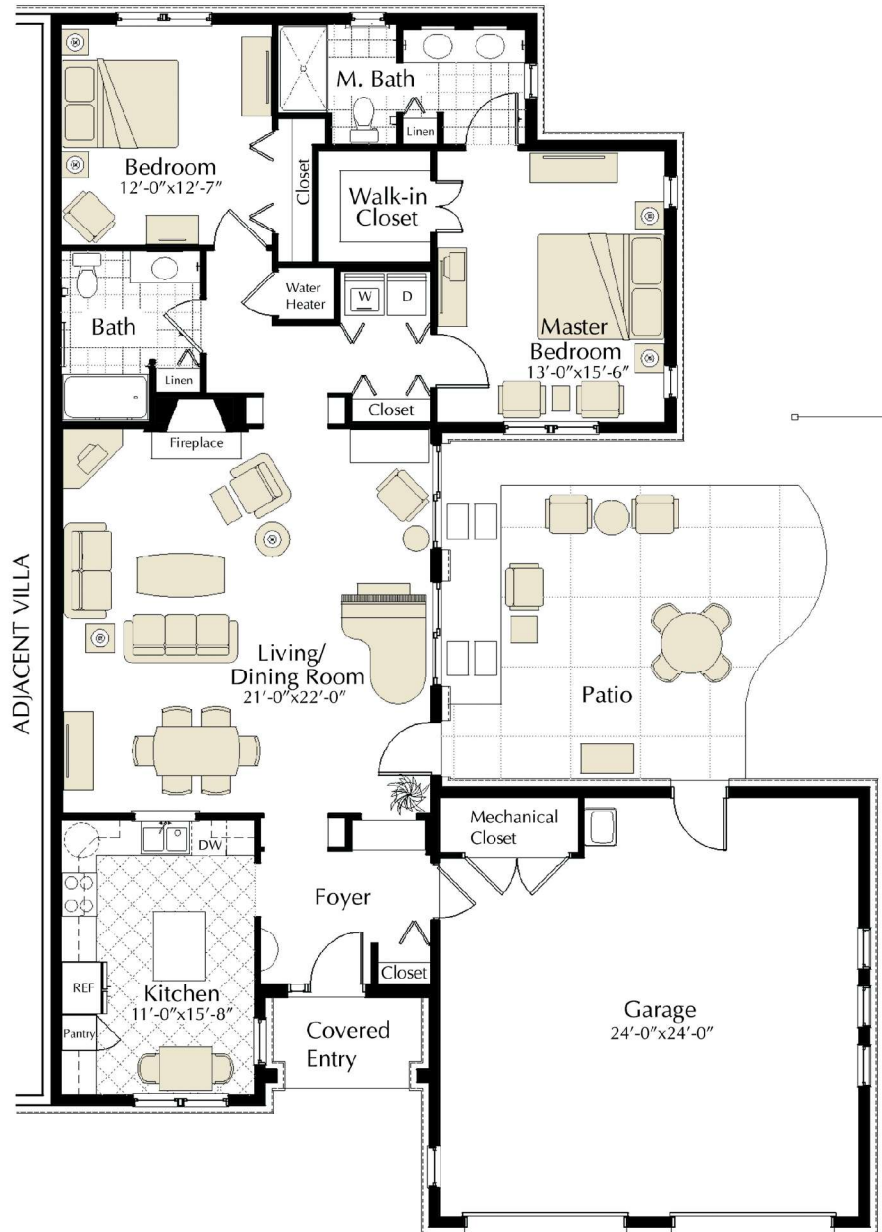 M. Bath
Linen
Bedroom
12'-0"x12'-7"
Closet
Walk-in
Closet
Water
Heater
W
D
Bath
Linen
Master
Bedroom
13'-0"x15'-6"
Closet
Fireplace
ADJACENT VILLA
Living/
Dining Room
21'-0"x22'-0"
Patio
Mechanical
Closet
DW
Foyer
Closet
REF
Kitchen
11'-0"x15'-8"
Pantry
Covered
Entry
Garage
24'-0"x24'-0"